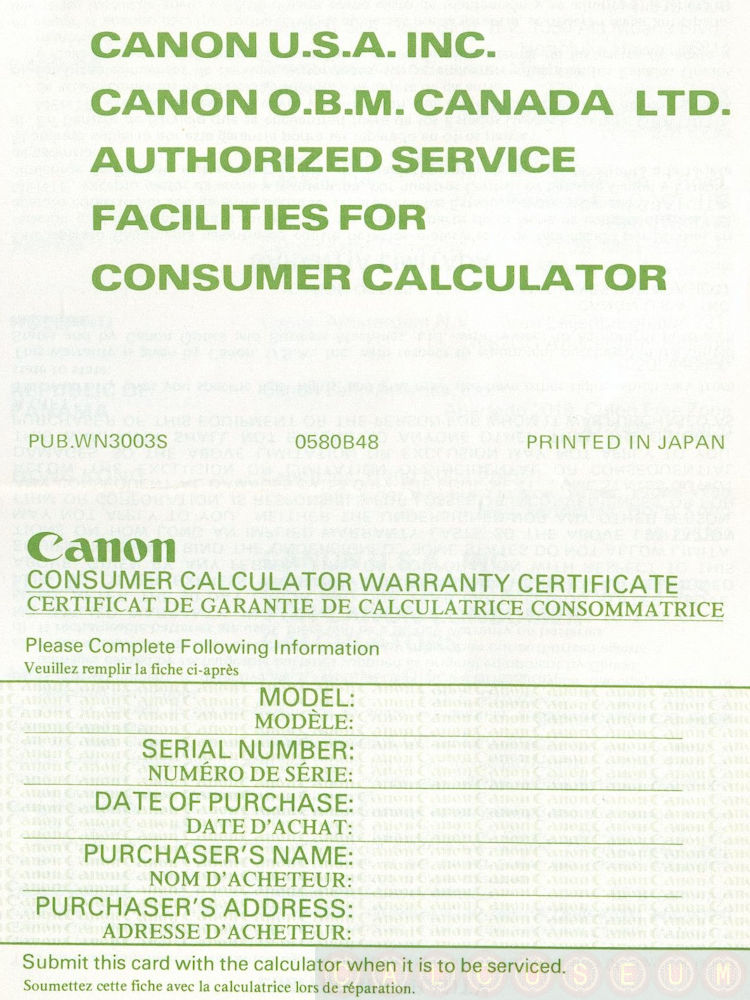 CANON U.S.A. INC.
CANON O.B.M. CANADA LTD.
AUTHORIZED SERVICE
FACILITIES FOR
CONSUMER CALCULATOR
PUB.WN3003S 0580B48 PRINTED IN JAPAN
Canon
CONSUMER CALCULATOR WARRANTY CERTIFICATE
CERTIFICAT DE GARANTIE DE CALCULATRICE CONSOMMATRICE
Please Complete Following Information
Veuillez remplir la fiche ci-après
MODEL:
MODÈLE:
SERIAL NUMBER:
NUMÉRO DE SÉRIE:
DATE OF PURCHASE:
DATE D'ACHAT:
PURCHASER'S NAME:
NOM D'ACHETEUR:
PURCHASER'S ADDRESS:
ADRESSE D'ACHETEUR:
Submit this card with the calculator when it is to be serviced.
Soumettez cette fiche avec la calculatrice lors de réparation.
CALCUSEUM